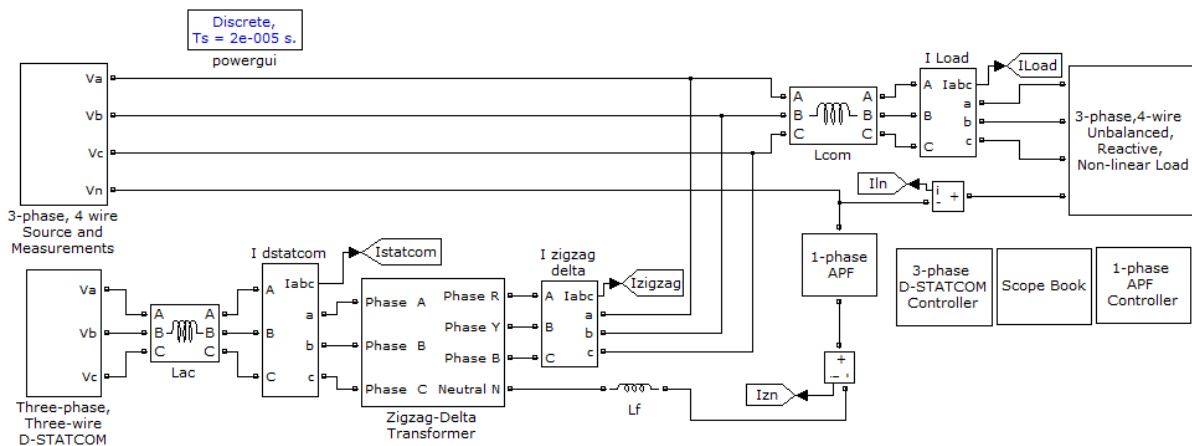 Discrete,
Ts = 2e-005 s.
powergui
Va
Vb
Vc
Vn
3-phase, 4 wire
Source and
Measurements
A
B
C
A
B
C
Lcom
I Load
A
B
C
Iabc
a
b
c
ILoad
3-phase,4-wire
Unbalanced,
Reactive,
Non-linear Load
Iln
i
-
+
1-phase
APF
3-phase
D-STATCOM
Controller
Scope Book
1-phase
APF
Controller
Va
Vb
Vc
Three-phase,
Three-wire
D-STATCOM
A
B
C
A
B
C
Lac
I dstatcom
A
B
C
Iabc
a
b
c
Istatcom
Phase A
Phase B
Phase C
Phase R
Phase Y
Phase B
Neutral N
Zigzag-Delta
Transformer
I zigzag
delta
A
B
C
Iabc
a
b
c
Izigzag
Lf
Izn
+
-